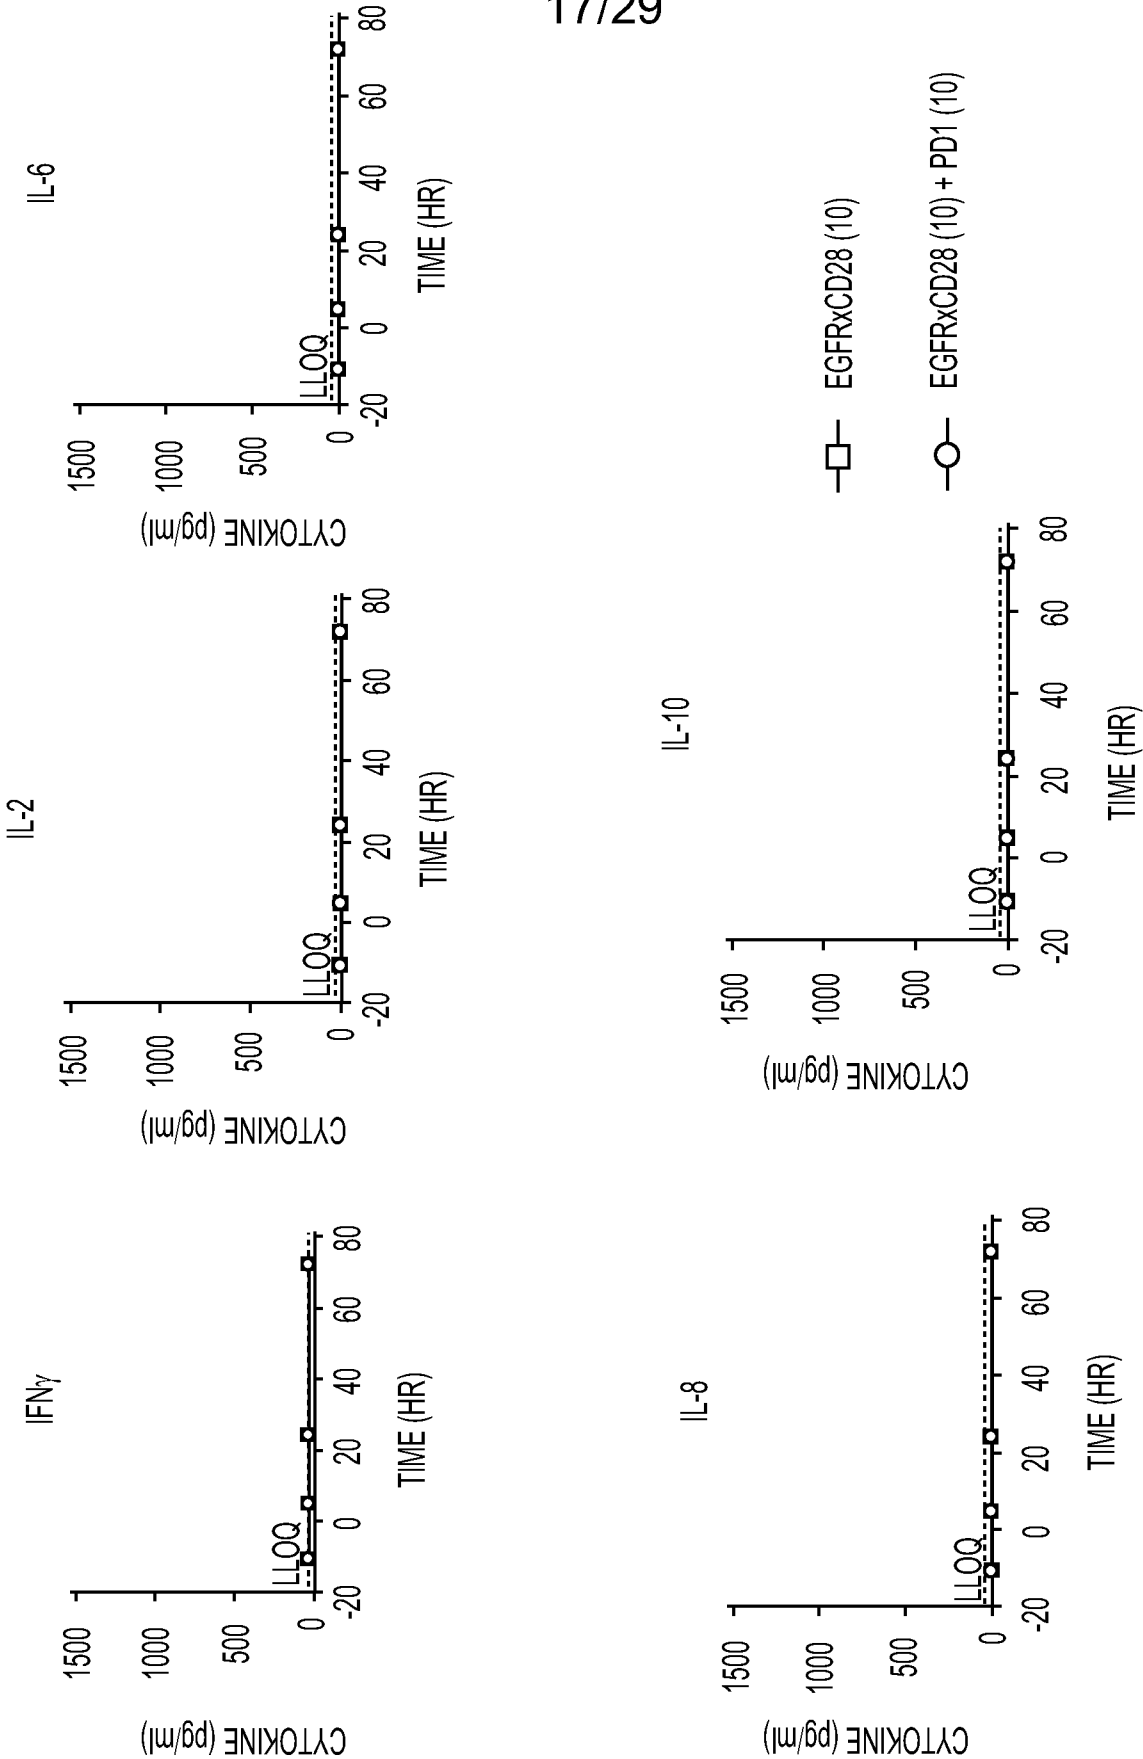 17/29
IFNγ
CYTOKINE (pg/ml)
1500
1000
500
0
LLOQ
-20
0
20
40
60
80
TIME (HR)
IL-2
CYTOKINE (pg/ml)
1500
1000
500
0
LLOQ
-20
0
20
40
60
80
TIME (HR)
IL-6
CYTOKINE (pg/ml)
1500
1000
500
0
LLOQ
-20
0
20
40
60
80
TIME (HR)
IL-8
CYTOKINE (pg/ml)
1500
1000
500
0
LLOQ
-20
0
20
40
60
80
TIME (HR)
IL-10
CYTOKINE (pg/ml)
1500
1000
500
0
LLOQ
-20
0
20
40
60
80
TIME (HR)
EGFRxCD28 (10)
EGFRxCD28 (10) + PD1 (10)